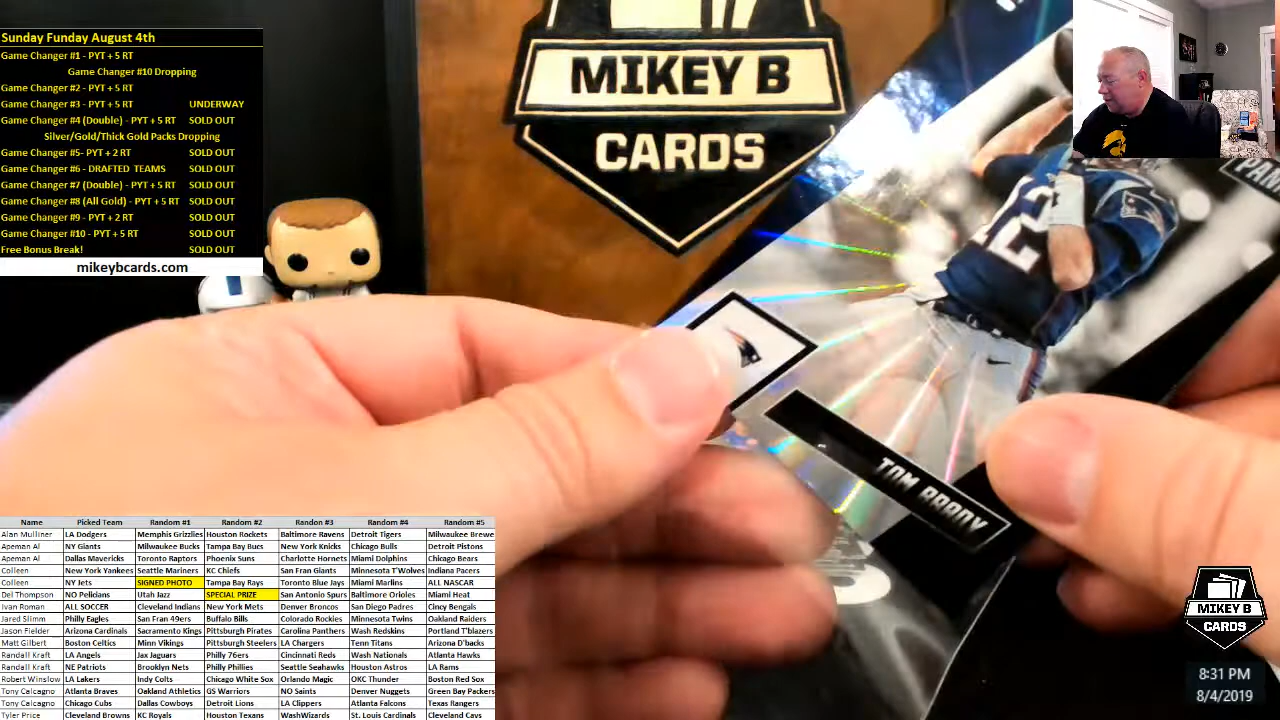 Sunday Funday August 4th
Game Changer #1 - PYT + 5 RT
Game Changer #10 Dropping
Game Changer #2 - PYT + 5 RT
Game Changer #3 - PYT + 5 RT UNDERWAY
Game Changer #4 (Double) - PYT + 5 RT SOLD OUT
Silver/Gold/Thick Gold Packs Dropping
Game Changer #5- PYT + 2 RT SOLD OUT
Game Changer #6 - DRAFTED TEAMS SOLD OUT
Game Changer #7 (Double) - PYT + 5 RT SOLD OUT
Game Changer #8 (All Gold) - PYT + 5 RT SOLD OUT
Game Changer #9 - PYT + 2 RT SOLD OUT
Game Changer #10 - PYT + 5 RT SOLD OUT
Free Bonus Break! SOLD OUT
mikeybcards.com
MIKEY B
CARDS
12
TOM BRADY
Name Picked Team Random #1 Random #2 Randon #3 Random #4 Random #5
Alan Mulliner LA Dodgers Memphis Grizzlies Houston Rockets Baltimore Ravens Detroit Tigers Milwaukee Brewe
Apeman Al NY Giants Milwaukee Bucks Tampa Bay Bucs New York Knicks Chicago Bulls Detroit Pistons
Apeman Al Dallas Mavericks Toronto Raptors Phoenix Suns Charlotte Hornets Miami Dolphins Chicago Bears
Colleen New York Yankees Seattle Mariners KC Chiefs San Fran Giants Minnesota T'Wolves Indiana Pacers
Colleen NY Jets SIGNED PHOTO Tampa Bay Rays Toronto Blue Jays Miami Marlins ALL NASCAR
Del Thompson NO Pelicians Utah Jazz SPECIAL PRIZE San Antonio Spurs Baltimore Orioles Miami Heat
Ivan Roman ALL SOCCER Cleveland Indians New York Mets Denver Broncos San Diego Padres Cincy Bengals
Jared Slimm Philly Eagles San Fran 49ers Buffalo Bills Colorado Rockies Minnesota Twins Oakland Raiders
Jason Fielder Arizona Cardinals Sacramento Kings Pittsburgh Pirates Carolina Panthers Wash Redskins Portland T'blazers
Matt Gilbert Boston Celtics Minn Vikings Pittsburgh Steelers LA Chargers Tenn Titans Arizona D'backs
Randall Kraft LA Angels Jax Jaguars Philly 76ers Cincinnati Reds Wash Nationals Atlanta Hawks
Randall Kraft NE Patriots Brooklyn Nets Philly Phillies Seattle Seahawks Houston Astros LA Rams
Robert Winslow LA Lakers Indy Colts Chicago White Sox Orlando Magic OKC Thunder Boston Red Sox
Tony Calcagno Atlanta Braves Oakland Athletics GS Warriors NO Saints Denver Nuggets Green Bay Packers
Tony Calcagno Chicago Cubs Dallas Cowboys Detroit Lions LA Clippers Atlanta Falcons Texas Rangers
Tyler Price Cleveland Browns KC Royals Houston Texans WashWizards St. Louis Cardinals Cleveland Cavs
MIKEY B
CARDS
8:31 PM
8/4/2019